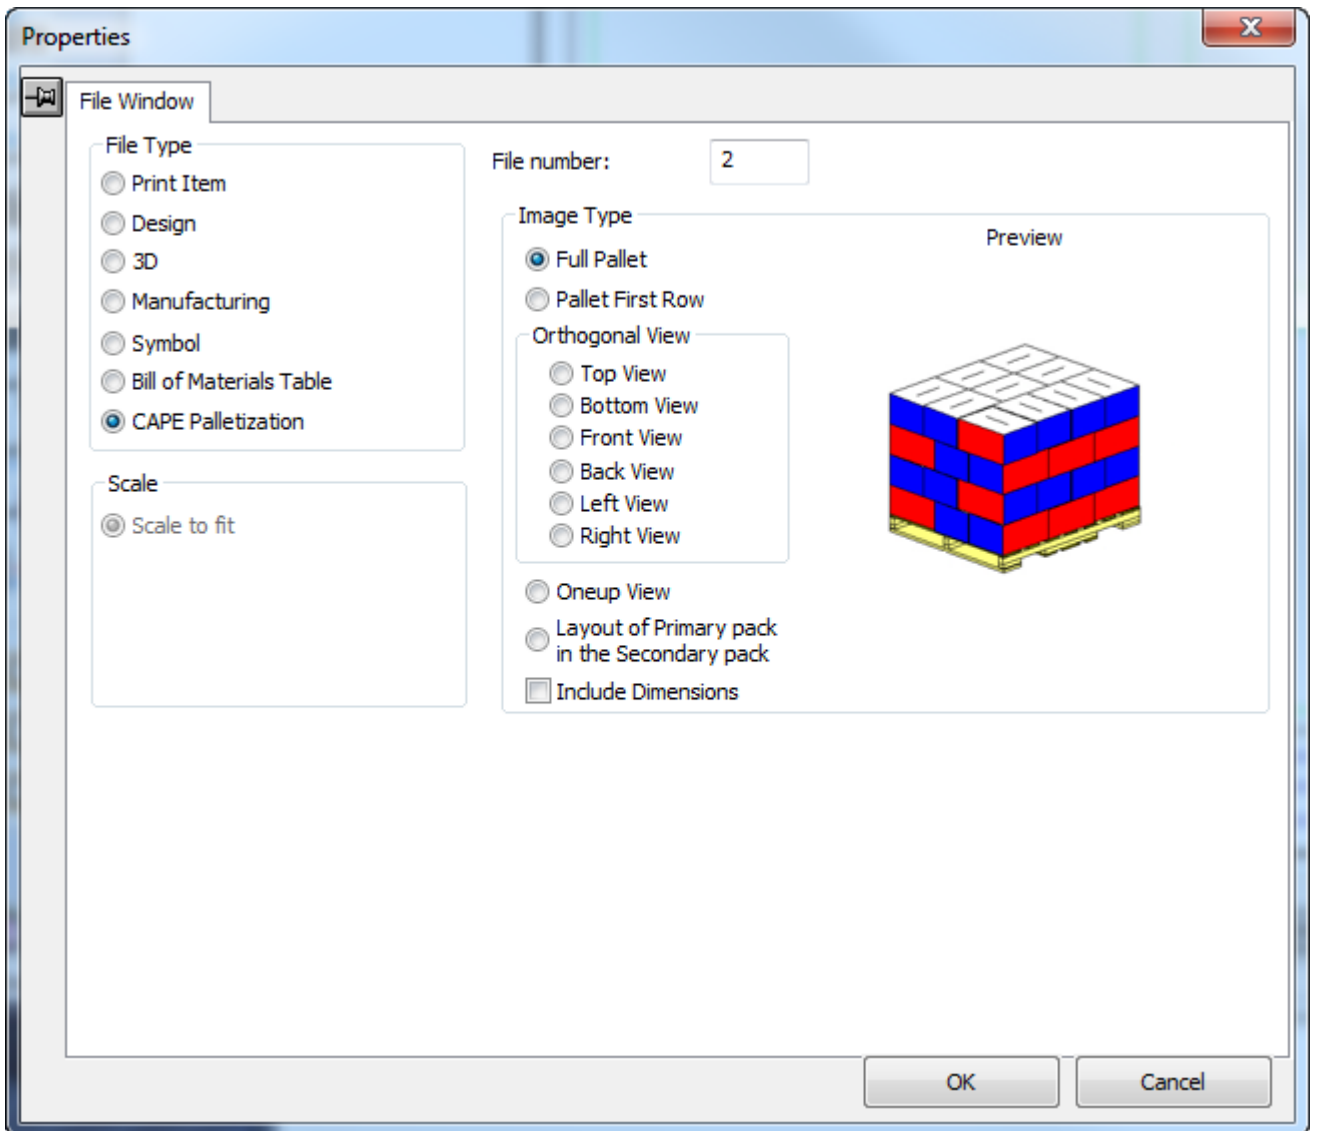 Properties
File Window
File Type
Print Item
Design
3D
Manufacturing
Symbol
Bill of Materials Table
CAPE Palletization
Scale
Scale to fit
File number:
2
Image Type
Full Pallet
Pallet First Row
Orthogonal View
Top View
Bottom View
Front View
Back View
Left View
Right View
Oneup View
Layout of Primary pack
in the Secondary pack
Include Dimensions
Preview
OK
Cancel